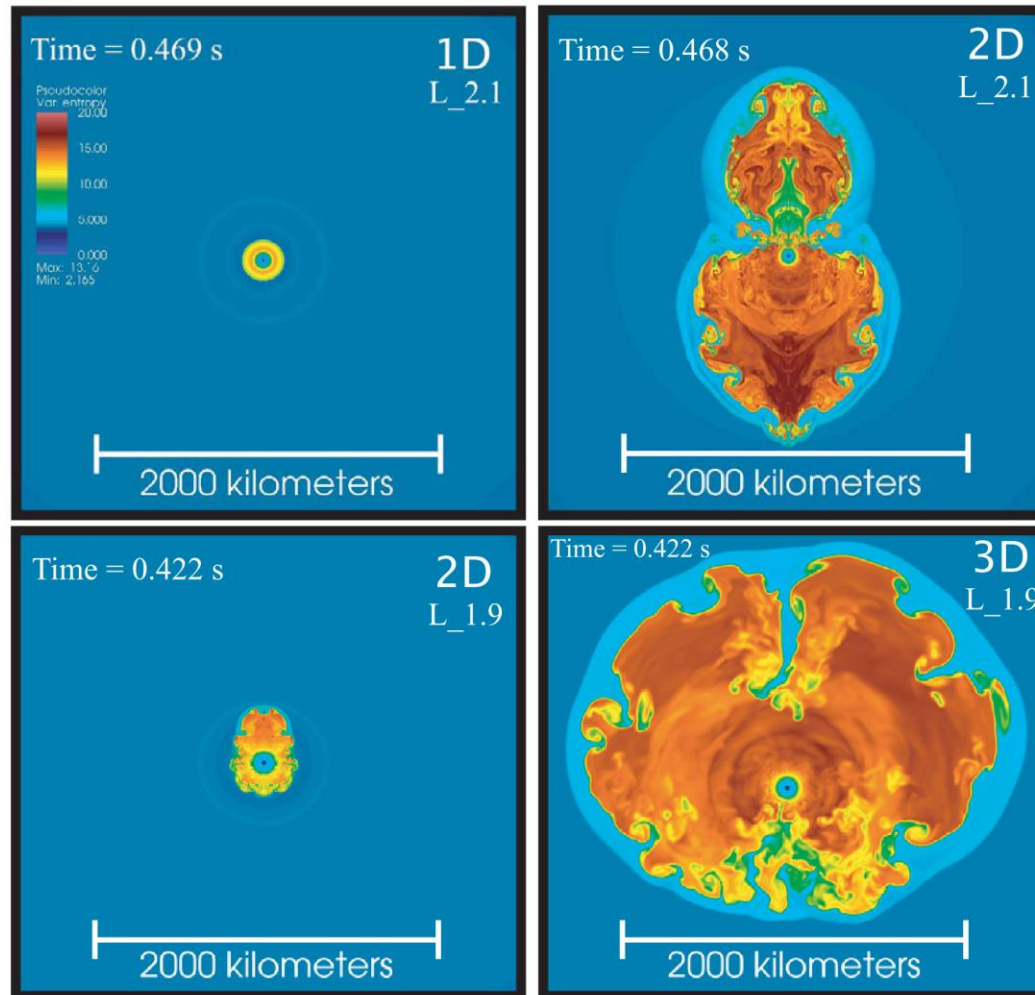 Time = 0.469 s
1D
L_2.1
Pseudocolor
Var: entropy
20.00
15.00
10.00
5.000
0.000
Max: 13.16
Min: 2.165
2000 kilometers
Time = 0.468 s
2D
L_2.1
2000 kilometers
Time = 0.422 s
2D
L_1.9
2000 kilometers
Time = 0.422 s
3D
L_1.9
2000 kilometers